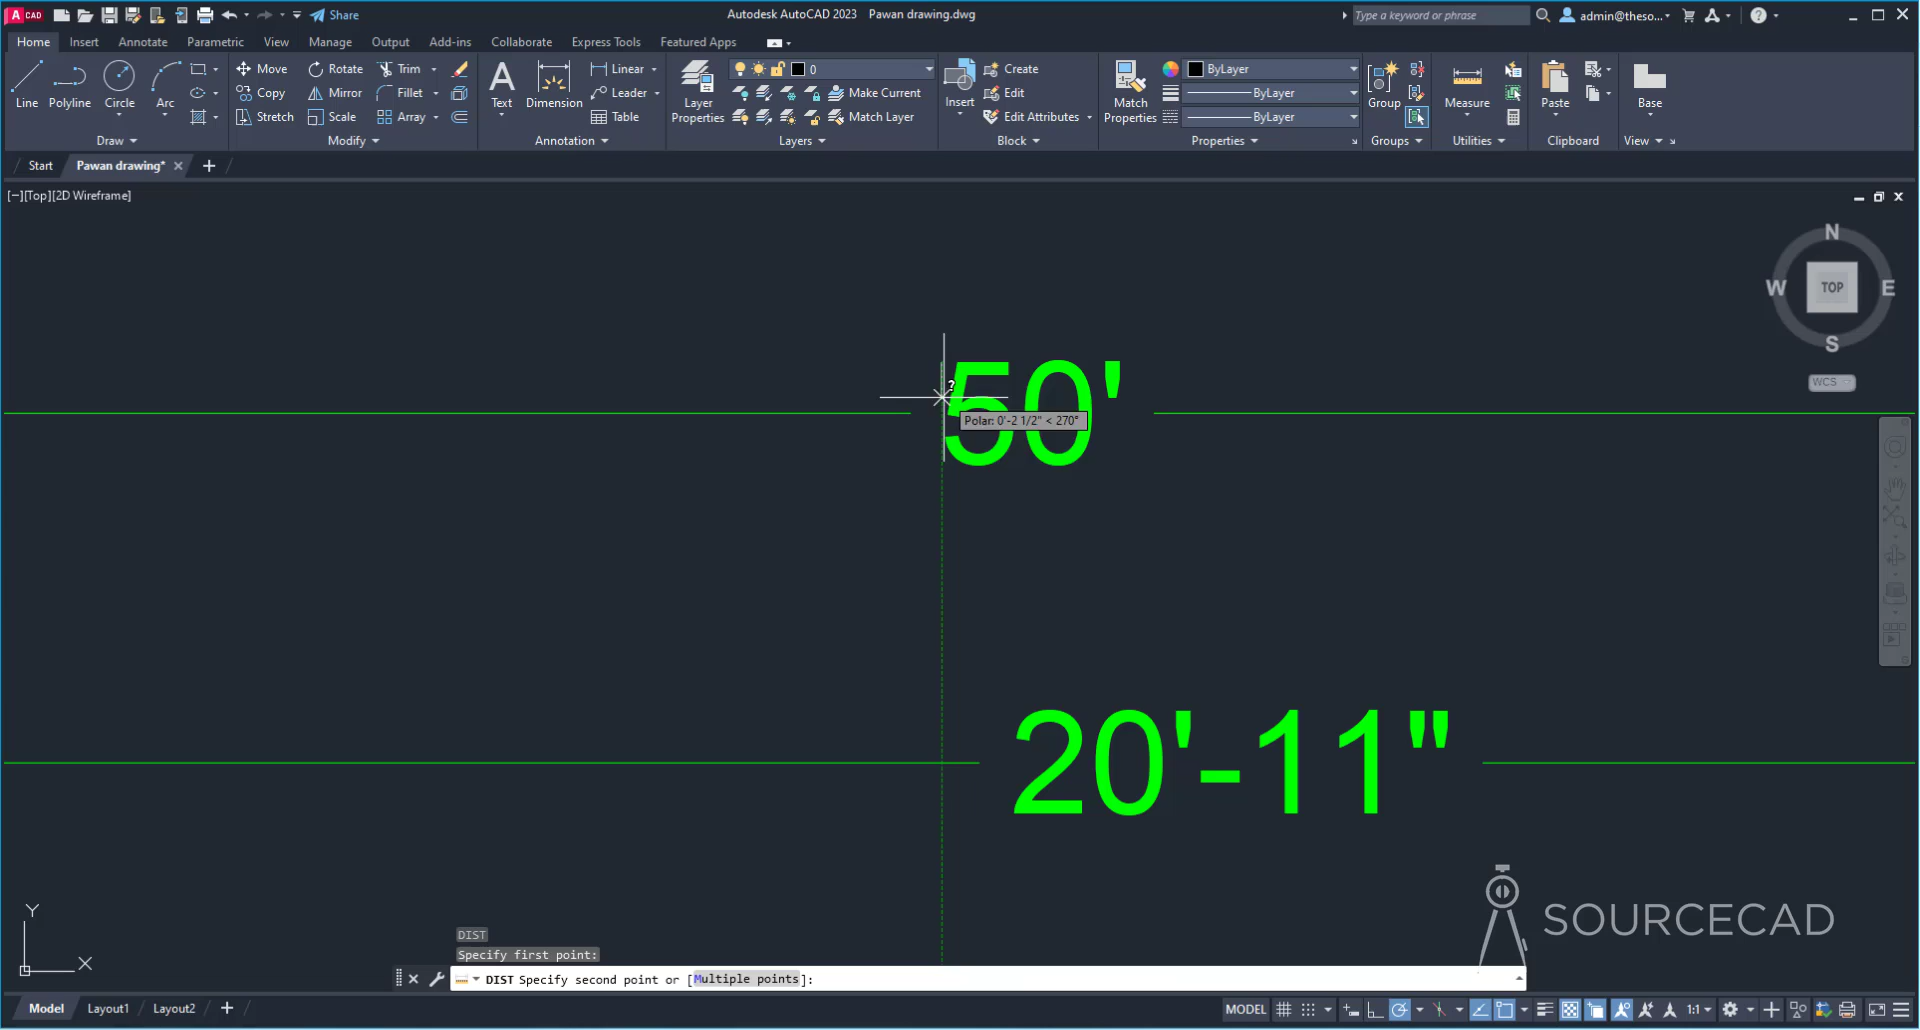 A CAD Share Autodesk AutoCAD 2023 Pawan drawing.dwg Type a keyword or phrase admin@theso...
Home Insert Annotate Parametric View Manage Output Add-ins Collaborate Express Tools Featured Apps
Move Rotate Trim Linear 0 Create ByLayer
Copy Mirror Fillet Leader Make Current Edit ByLayer
Line Polyline Circle Arc Text Dimension Layer Properties Insert Match Properties Group Measure Paste Base
Stretch Scale Array Table Match Layer Edit Attributes ByLayer
Draw Modify Annotation Layers Block Properties Groups Utilities Clipboard View
Start Pawan drawing*
[−][Top][2D Wireframe]
N
W TOP E
S
WCS
50'
?
Polar: 0'-2 1/2" < 270°
20'-11"
SOURCECAD
Y
X
DIST
Specify first point:
DIST Specify second point or [Multiple points]:
Model Layout1 Layout2 MODEL 1:1